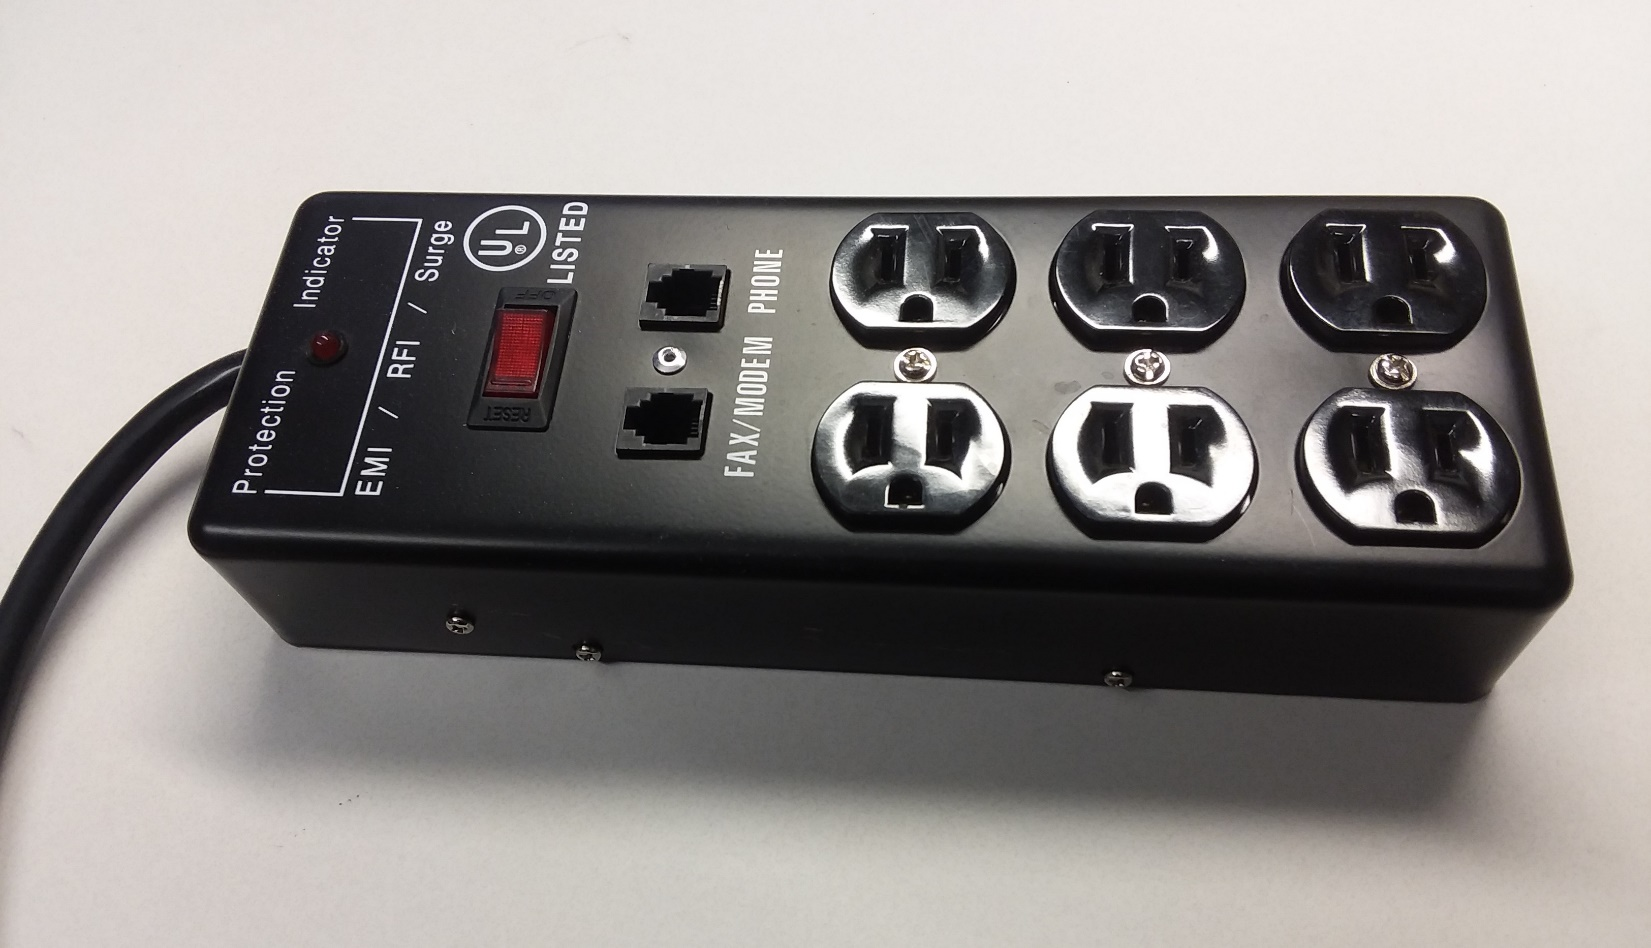 Protection Indicator
EMI / RFI / Surge
UL®
LISTED
OFF
RESET
FAX/MODEM PHONE